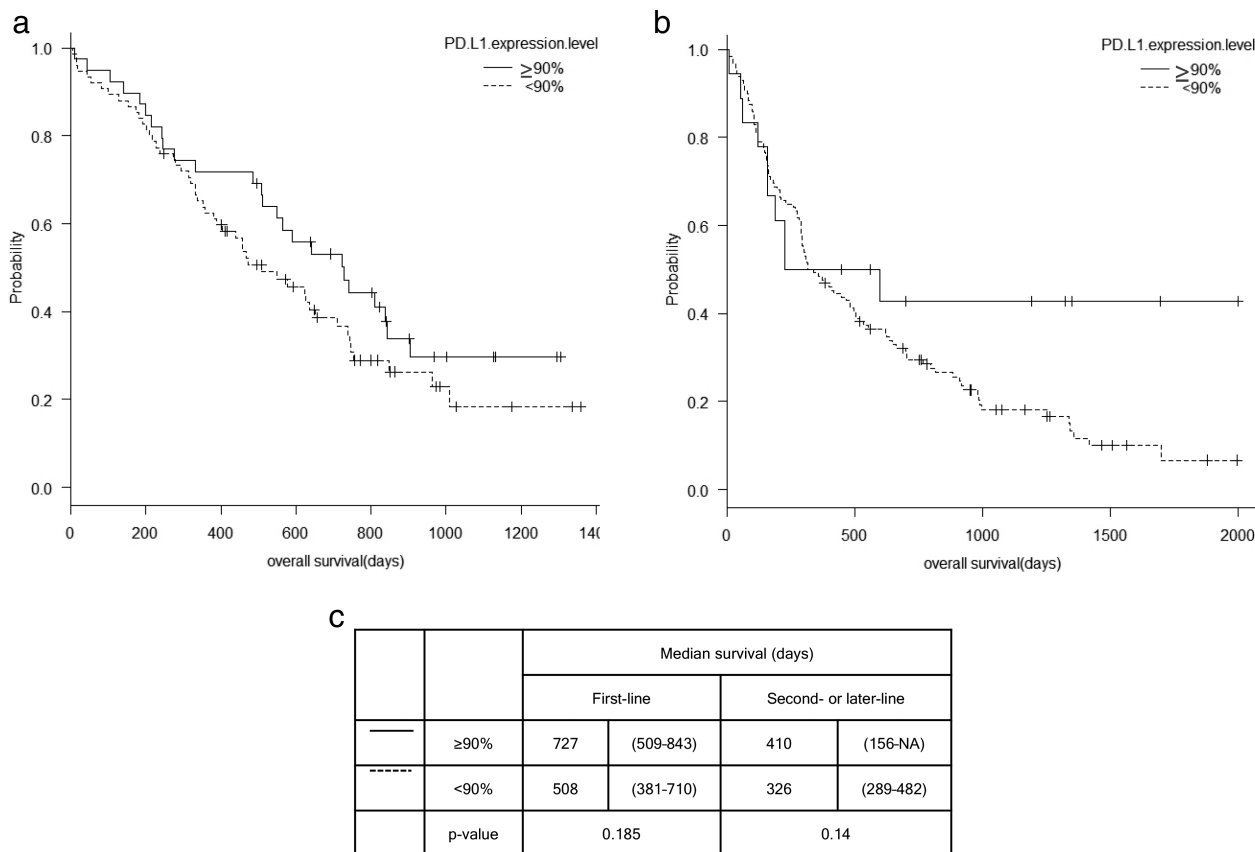 a
PD.L1.expression.level
≥90%
<90%
1.0
0.8
0.6
0.4
0.2
0.0
Probability
0 200 400 600 800 1000 1200 140
overall survival(days)
b
PD.L1.expression.level
≥90%
<90%
1.0
0.8
0.6
0.4
0.2
0.0
Probability
0 500 1000 1500 2000
overall survival(days)
c
Median survival (days)
First-line Second- or later-line
≥90% 727 (509-843) 410 (156-NA)
<90% 508 (381-710) 326 (289-482)
p-value 0.185 0.14